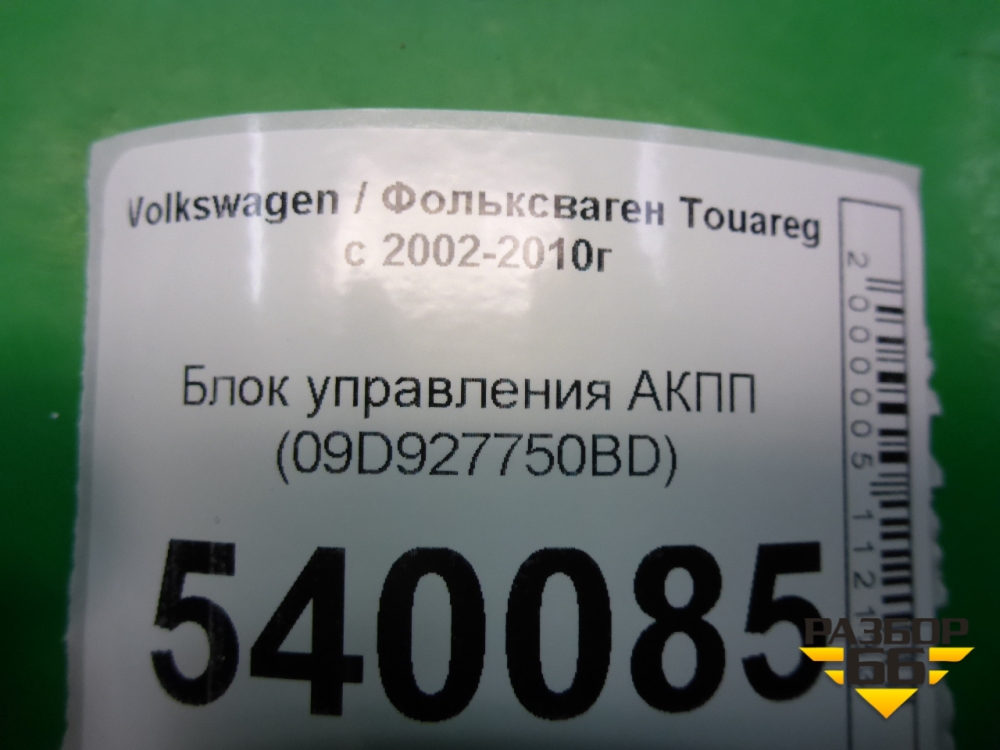 Volkswagen / Фольксваген Touareg
с 2002-2010г
Блок управления АКПП
(09D927750BD)
540085
2000005112
РАЗБОР
66